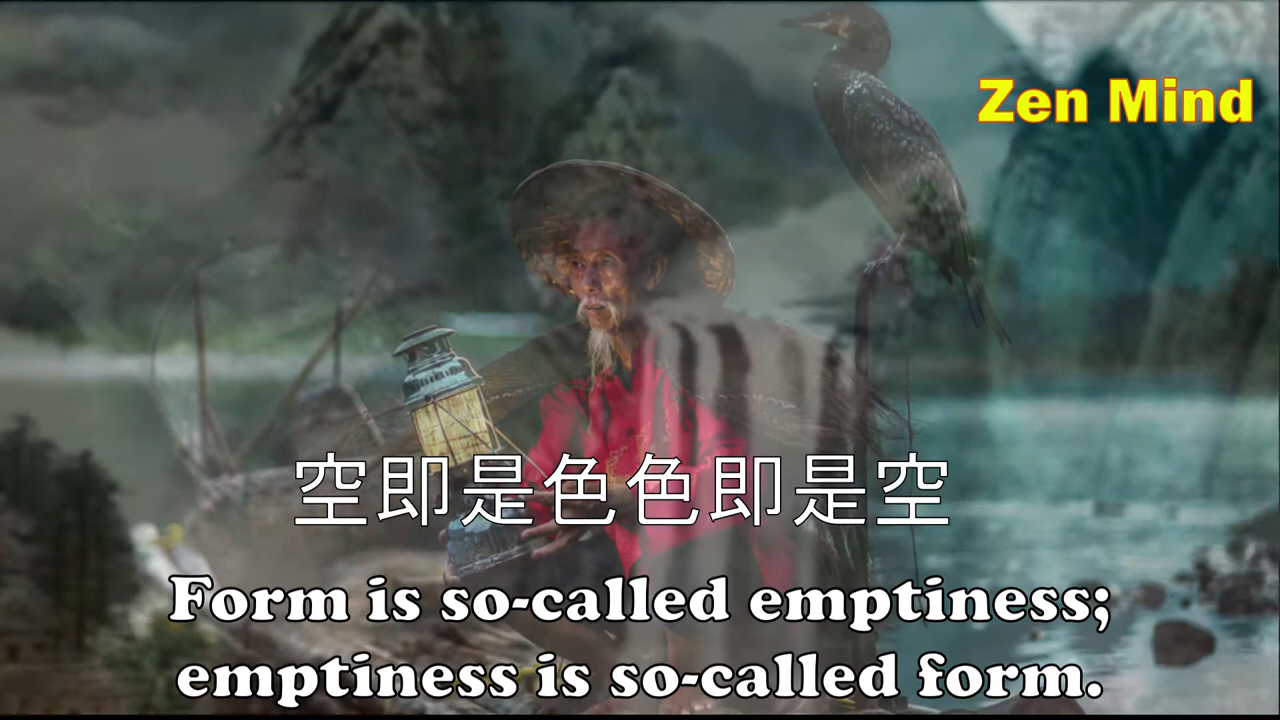 Zen Mind
空即是色色即是空
Form is so-called emptiness;
emptiness is so-called form.